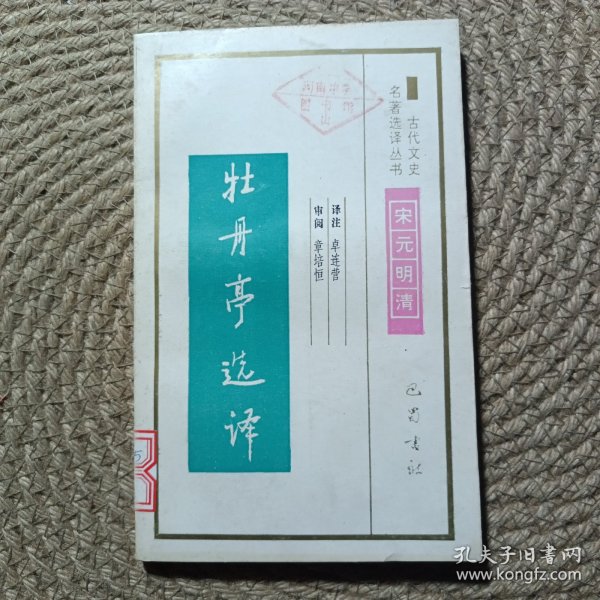 古代文史
名著选译丛书
宋元明清
巴蜀书社
译注 卓连营
审阅 章培恒
牡丹亭选译
孔夫子旧书网
www.kongfz.com